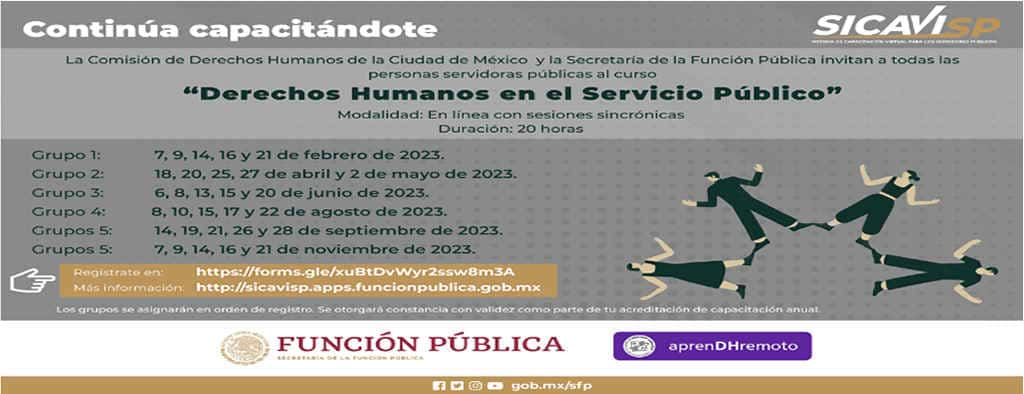 Continúa capacitándote
SICAVISP
SISTEMA DE CAPACITACIÓN VIRTUAL PARA LOS SERVIDORES PÚBLICOS
La Comisión de Derechos Humanos de la Ciudad de México y la Secretaría de la Función Pública invitan a todas las
personas servidoras públicas al curso
“Derechos Humanos en el Servicio Público”
Modalidad: En línea con sesiones sincrónicas
Duración: 20 horas
Grupo 1: 7, 9, 14, 16 y 21 de febrero de 2023.
Grupo 2: 18, 20, 25, 27 de abril y 2 de mayo de 2023.
Grupo 3: 6, 8, 13, 15 y 20 de junio de 2023.
Grupo 4: 8, 10, 15, 17 y 22 de agosto de 2023.
Grupos 5: 14, 19, 21, 26 y 28 de septiembre de 2023.
Grupos 5: 7, 9, 14, 16 y 21 de noviembre de 2023.
Regístrate en: https://forms.gle/xuBtDvWyr2ssw8m3A
Más información: http://sicavisp.apps.funcionpublica.gob.mx
Los grupos se asignarán en orden de registro. Se otorgará constancia con validez como parte de tu acreditación de capacitación anual.
FUNCIÓN PÚBLICA
SECRETARÍA DE LA FUNCIÓN PÚBLICA
aprenDHremoto
gob.mx/sfp